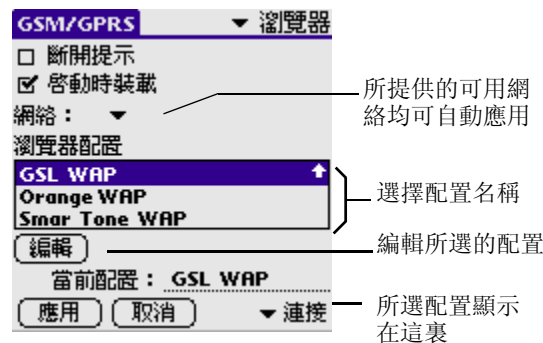 GSM/GPRS 瀏覽器
斷開提示
啓動時裝載
網絡：
所提供的可用網
絡均可自動應用
瀏覽器配置
GSL WAP
Orange WAP
Smar Tone WAP
選擇配置名稱
編輯
編輯所選的配置
當前配置： GSL WAP
應用 取消 連接
所選配置顯示
在這裏